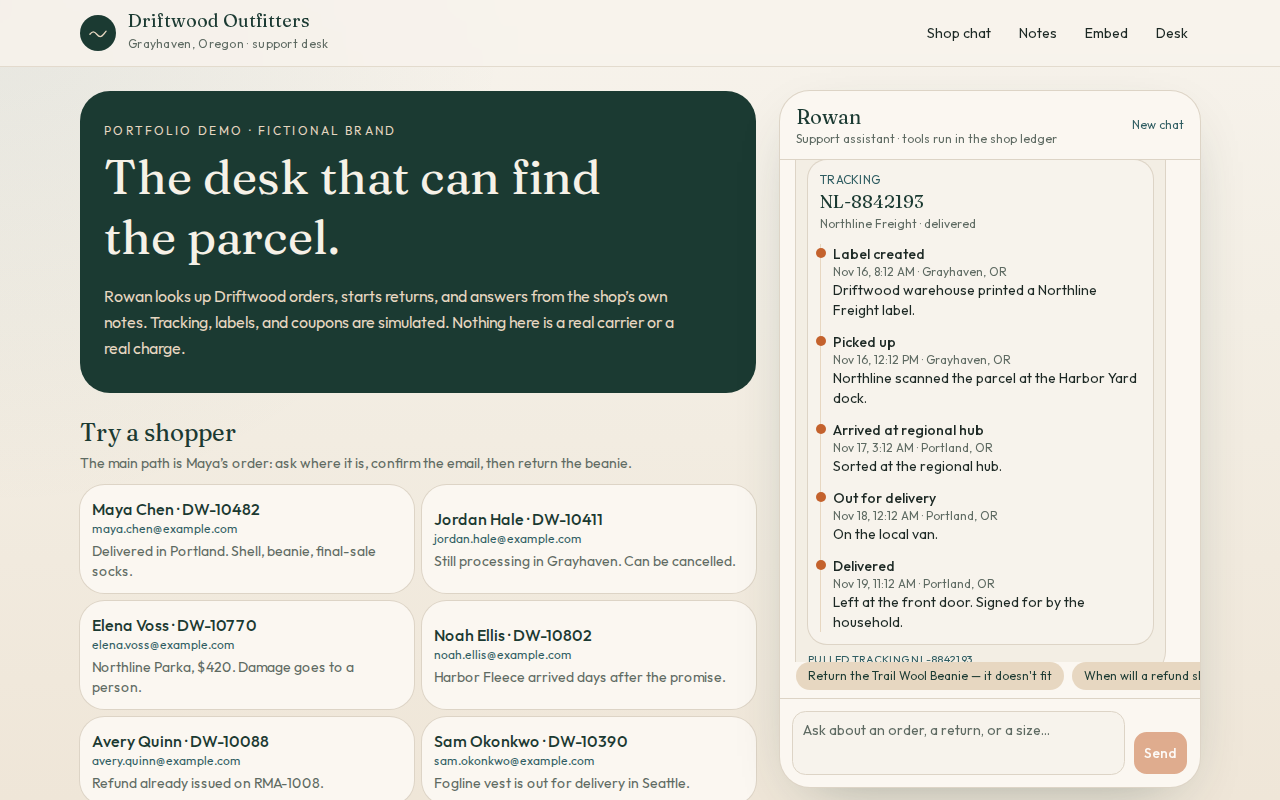 Driftwood Outfitters
Grayhaven, Oregon · support desk
Shop chat
Notes
Embed
Desk
PORTFOLIO DEMO · FICTIONAL BRAND
The desk that can find
the parcel.
Rowan looks up Driftwood orders, starts returns, and answers from the shop’s own
notes. Tracking, labels, and coupons are simulated. Nothing here is a real carrier or a
real charge.
Try a shopper
The main path is Maya’s order: ask where it is, confirm the email, then return the beanie.
Maya Chen · DW-10482
maya.chen@example.com
Delivered in Portland. Shell, beanie, final-sale
socks.
Jordan Hale · DW-10411
jordan.hale@example.com
Still processing in Grayhaven. Can be cancelled.
Elena Voss · DW-10770
elena.voss@example.com
Northline Parka, $420. Damage goes to a
person.
Noah Ellis · DW-10802
noah.ellis@example.com
Harbor Fleece arrived days after the promise.
Avery Quinn · DW-10088
avery.quinn@example.com
Refund already issued on RMA-1008.
Sam Okonkwo · DW-10390
sam.okonkwo@example.com
Fogline vest is out for delivery in Seattle.
Rowan
Support assistant · tools run in the shop ledger
New chat
TRACKING
NL-8842193
Northline Freight · delivered
Label created
Nov 16, 8:12 AM · Grayhaven, OR
Driftwood warehouse printed a Northline
Freight label.
Picked up
Nov 16, 12:12 PM · Grayhaven, OR
Northline scanned the parcel at the Harbor Yard
dock.
Arrived at regional hub
Nov 17, 3:12 AM · Portland, OR
Sorted at the regional hub.
Out for delivery
Nov 18, 12:12 AM · Portland, OR
On the local van.
Delivered
Nov 19, 11:12 AM · Portland, OR
Left at the front door. Signed for by the
household.
PULLED TRACKING NL-8842193
Return the Trail Wool Beanie — it doesn't fit
When will a refund
Ask about an order, a return, or a size…
Send